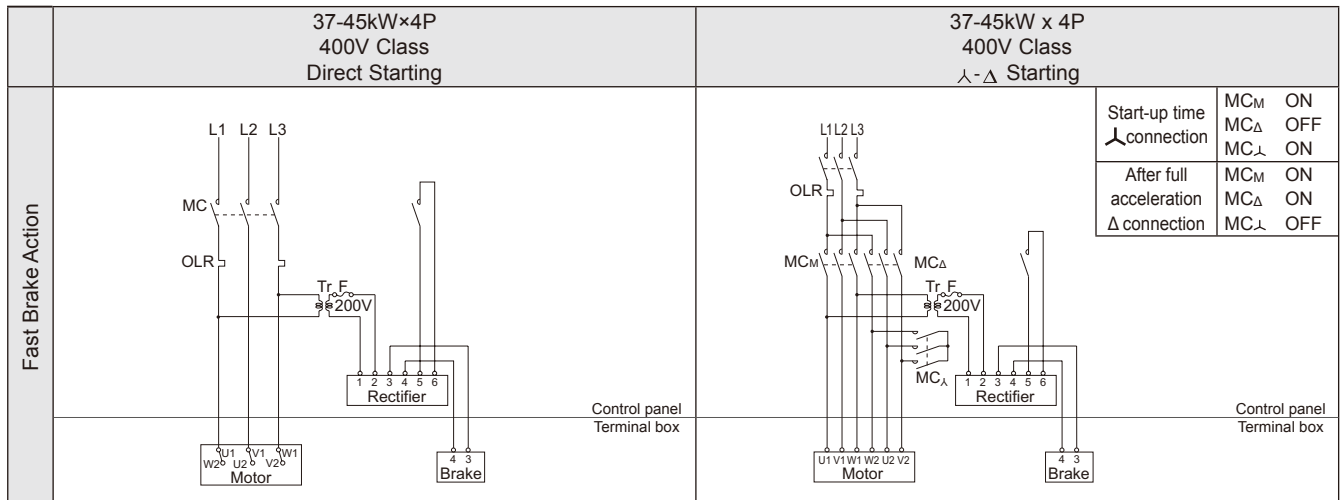 37-45kW×4P
400V Class
Direct Starting
37-45kW x 4P
400V Class
⅄-Δ Starting
Fast Brake Action
L1 L2 L3
MC
OLR
Tr F
200V
1 2 3 4 5 6
Rectifier
Control panel
Terminal box
U1 V1 W1
W2 U2 V2
Motor
4 3
Brake
L1 L2 L3
OLR
MCM MCΔ
Tr F
200V
MC⅄
1 2 3 4 5 6
Rectifier
Control panel
Terminal box
U1 V1 W1 W2 U2 V2
Motor
4 3
Brake
Start-up time
⅄connection
MCM ON
MCΔ OFF
MC⅄ ON
After full
acceleration
Δ connection
MCM ON
MCΔ ON
MC⅄ OFF